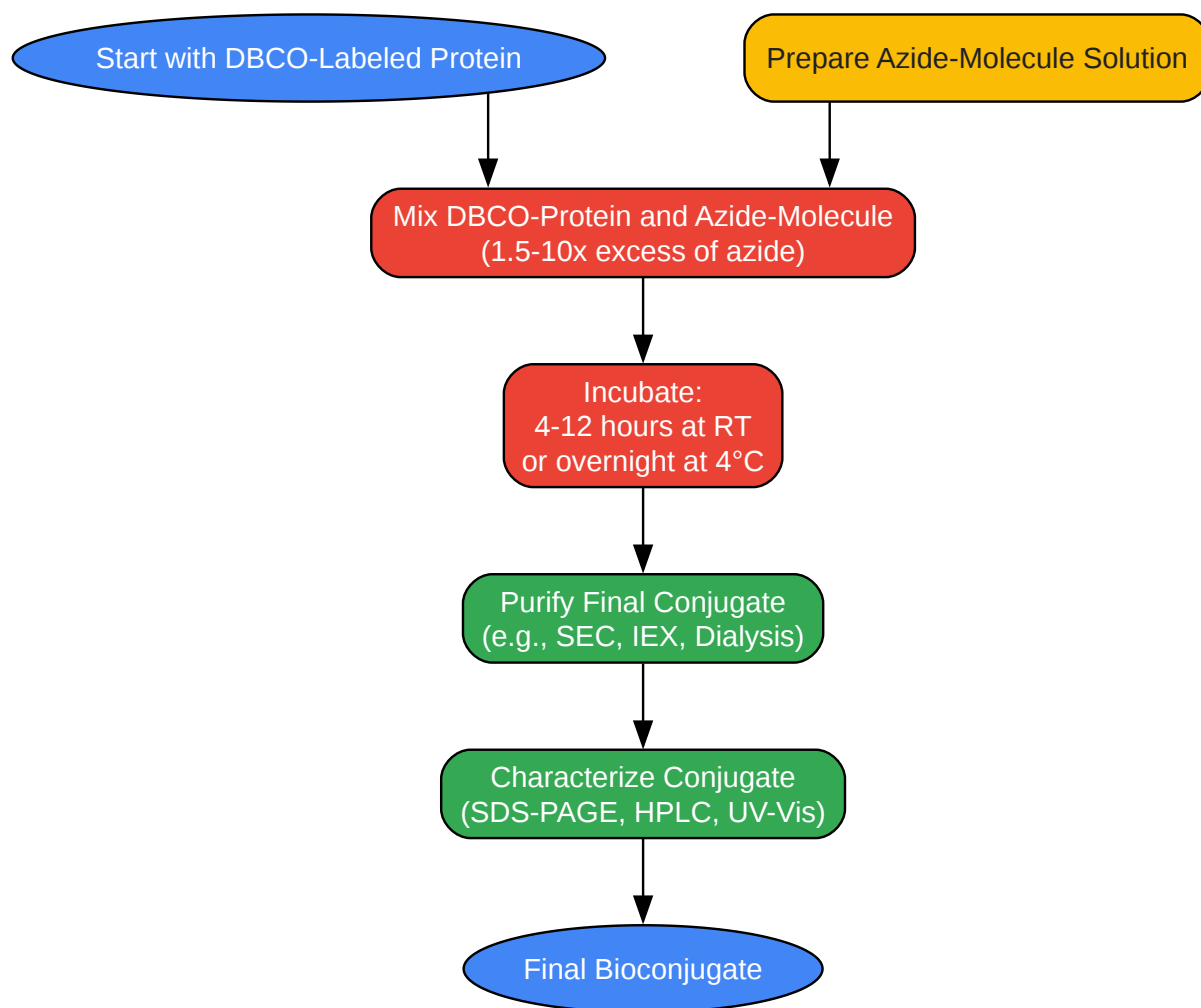 Start with DBCO-Labeled Protein
Prepare Azide-Molecule Solution
Mix DBCO-Protein and Azide-Molecule
(1.5-10x excess of azide)
Incubate:
4-12 hours at RT
or overnight at 4°C
Purify Final Conjugate
(e.g., SEC, IEX, Dialysis)
Characterize Conjugate
(SDS-PAGE, HPLC, UV-Vis)
Final Bioconjugate